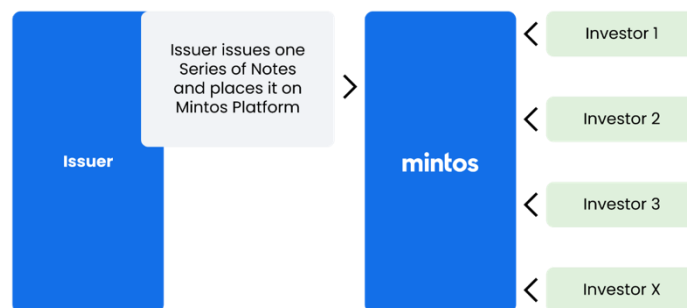 Issuer issues one
Series of Notes
and places it on
Mintos Platform
Issuer
mintos
Investor 1
Investor 2
Investor 3
Investor X